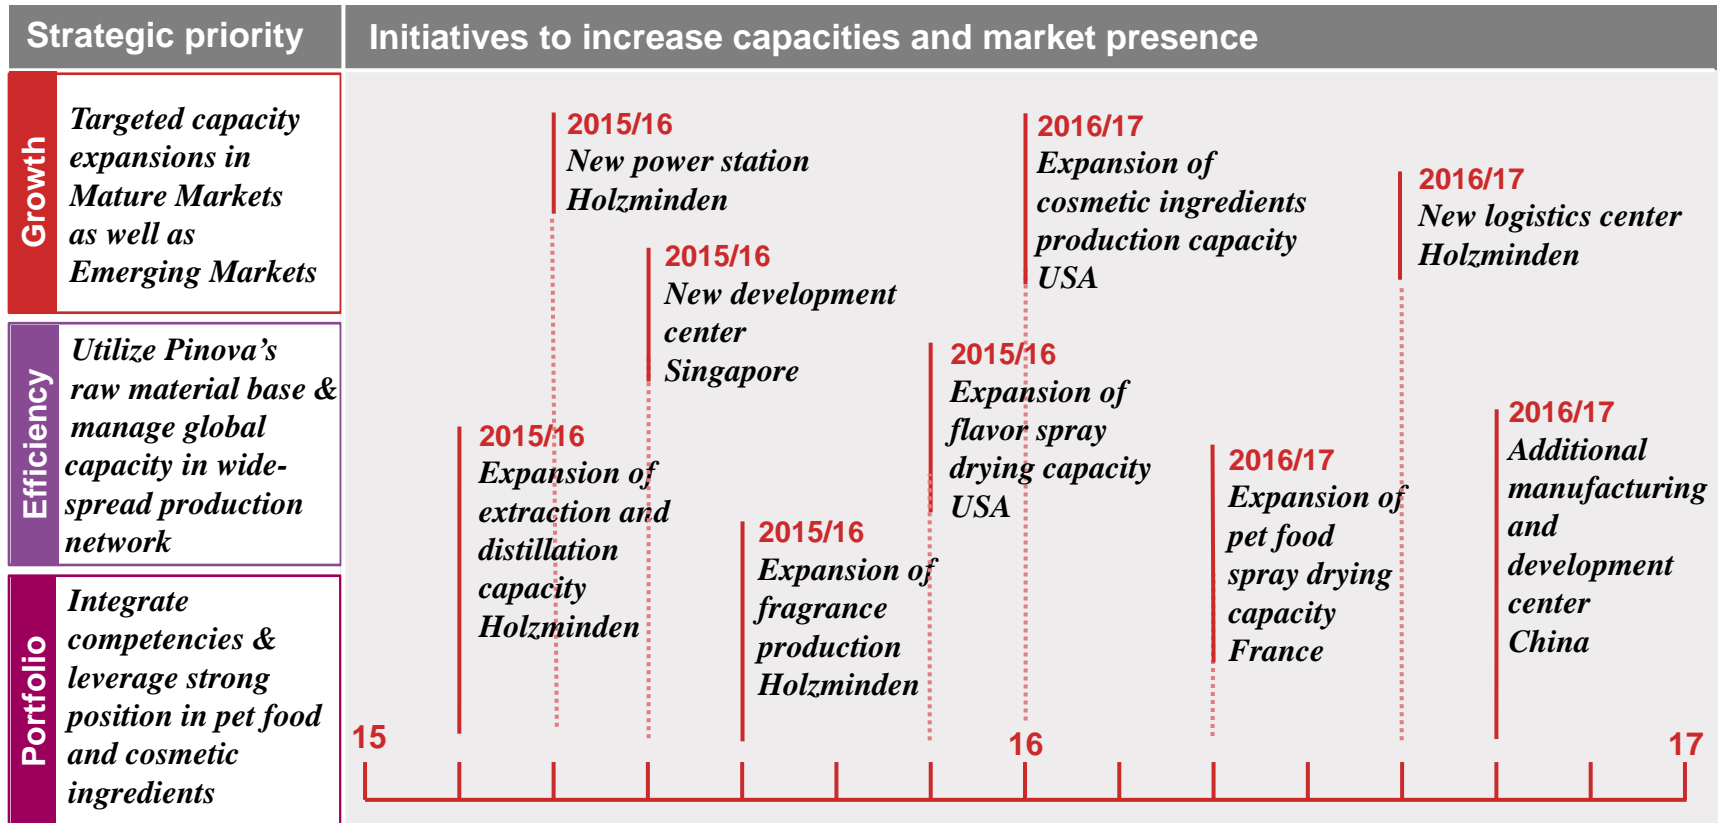 Strategic priority
Initiatives to increase capacities and market presence
Growth
Targeted capacity
expansions in
Mature Markets
as well as
Emerging Markets
Efficiency
Utilize Pinova’s
raw material base &
manage global
capacity in wide-
spread production
network
Portfolio
Integrate
competencies &
leverage strong
position in pet food
and cosmetic
ingredients
2015/16
New power station
Holzminden
2015/16
New development
center
Singapore
2015/16
Expansion of
extraction and
distillation
capacity
Holzminden
2015/16
Expansion of
fragrance
production
Holzminden
2015/16
Expansion of
flavor spray
drying capacity
USA
2016/17
Expansion of
cosmetic ingredients
production capacity
USA
2016/17
Expansion of
pet food
spray drying
capacity
France
2016/17
New logistics center
Holzminden
2016/17
Additional
manufacturing
and
development
center
China
15
16
17